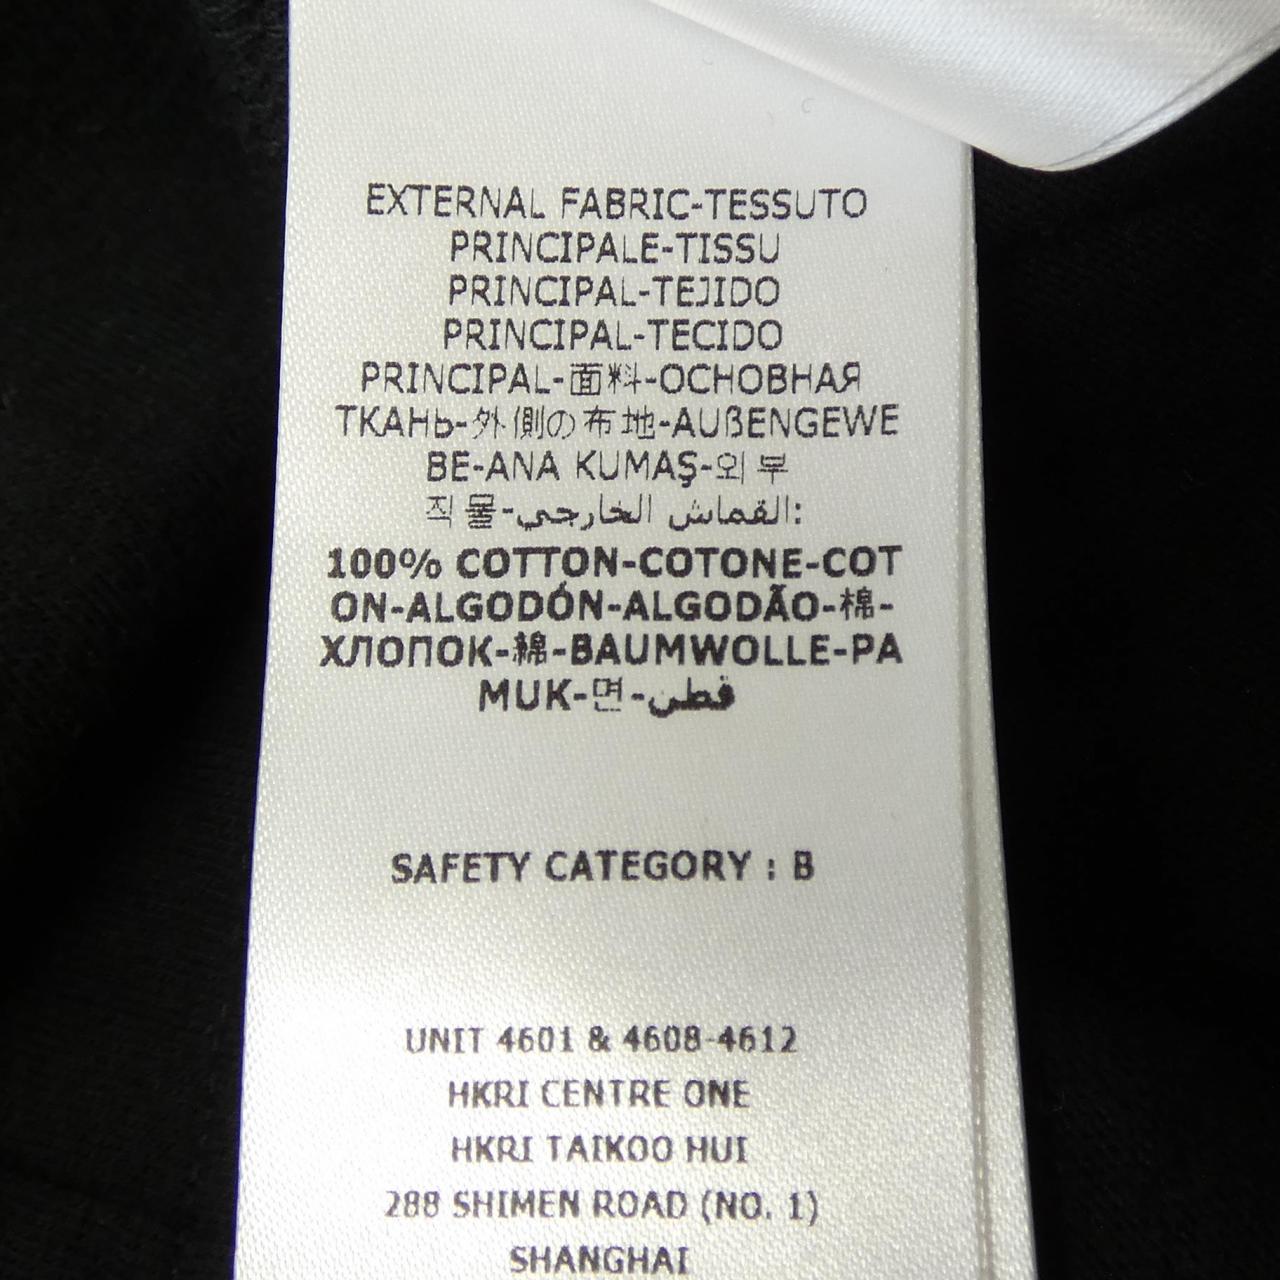 EXTERNAL FABRIC-TESSUTO
PRINCIPALE-TISSU
PRINCIPAL-TEJIDO
PRINCIPAL-TECIDO
PRINCIPAL-面料-ОСНОВНАЯ
ТКАНЬ-外側の布地-AUßENGEWE
BE-ANA KUMAŞ-외부
직물-القماش الخارجي:
100% COTTON-COTONE-COT
ON-ALGODÓN-ALGODÃO-棉-
ХЛОПОК-綿-BAUMWOLLE-PA
MUK-면-قطن
SAFETY CATEGORY : B
UNIT 4601 & 4608-4612
HKRI CENTRE ONE
HKRI TAIKOO HUI
288 SHIMEN ROAD (NO. 1)
SHANGHAI